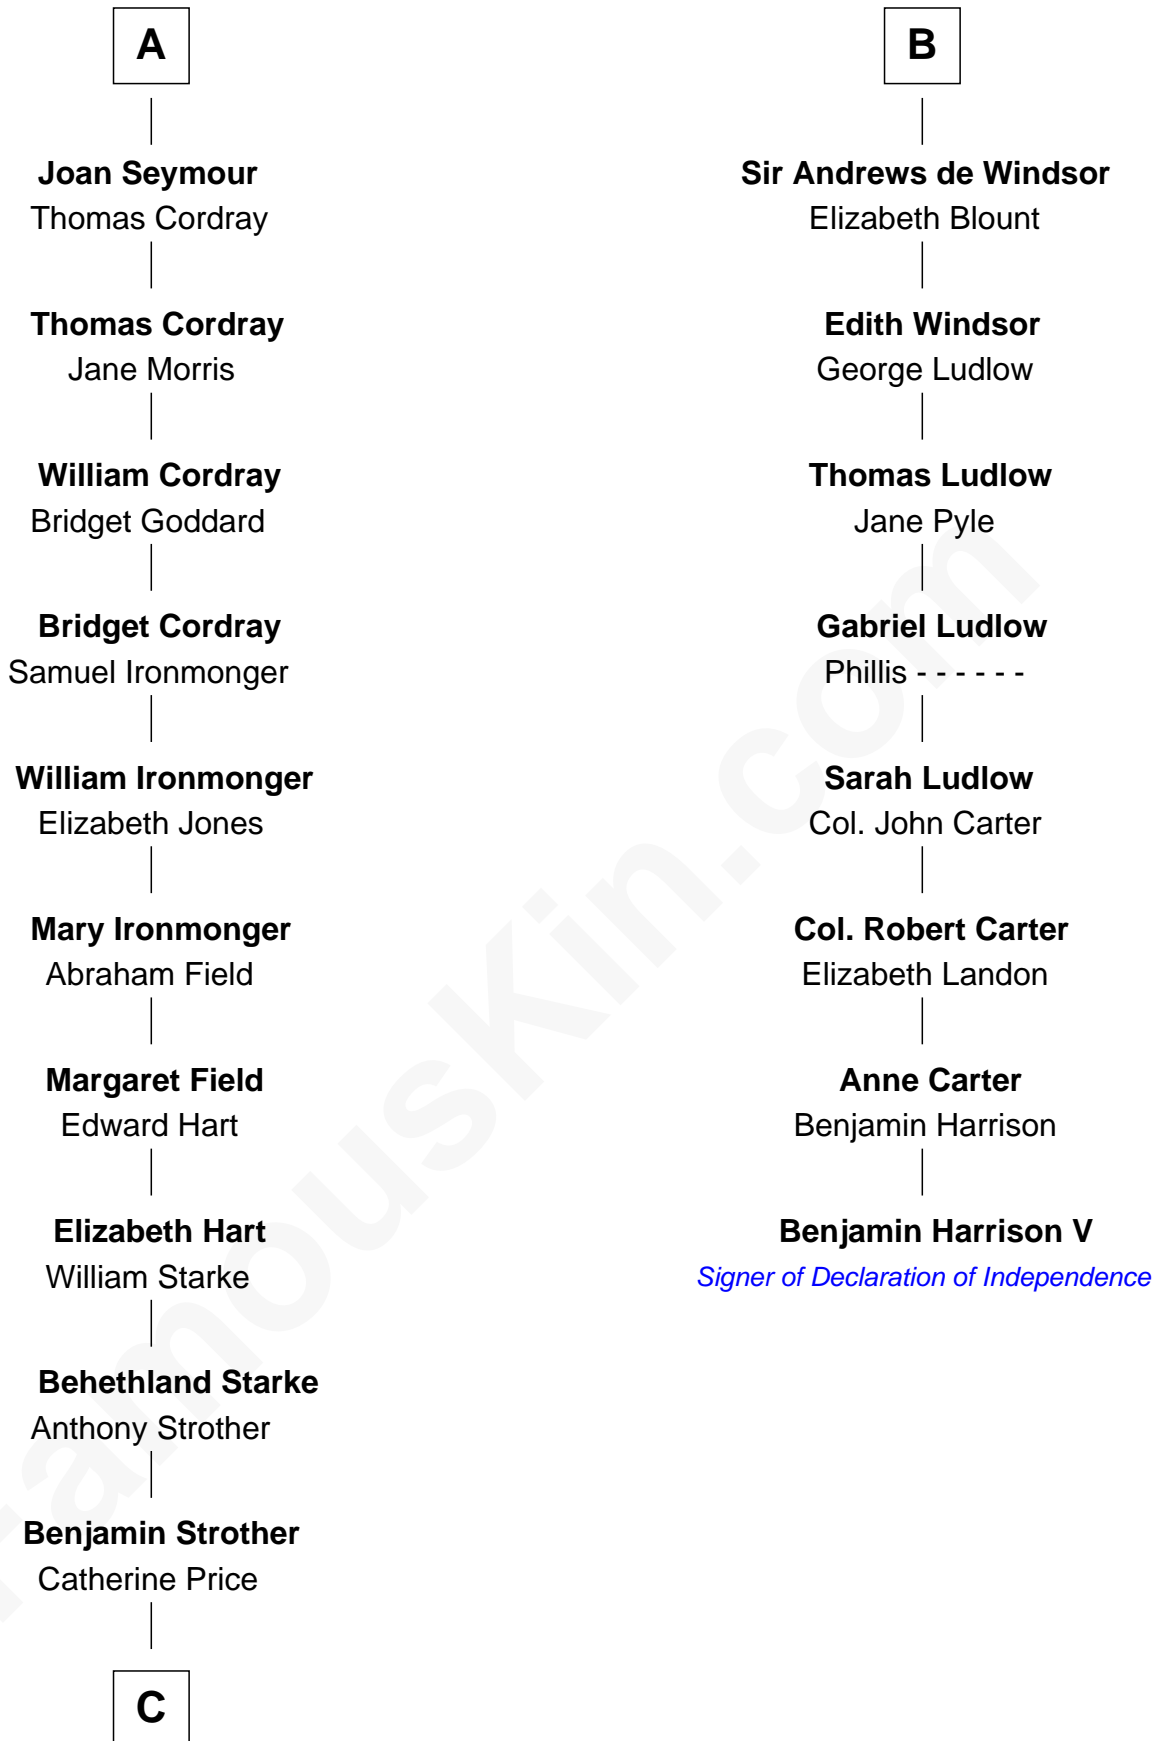 A
Joan Seymour
Thomas Cordray
Thomas Cordray
Jane Morris
William Cordray
Bridget Goddard
Bridget Cordray
Samuel Ironmonger
William Ironmonger
Elizabeth Jones
Mary Ironmonger
Abraham Field
Margaret Field
Edward Hart
Elizabeth Hart
William Starke
Behethland Starke
Anthony Strother
Benjamin Strother
Catherine Price
C
B
Sir Andrews de Windsor
Elizabeth Blount
Edith Windsor
George Ludlow
Thomas Ludlow
Jane Pyle
Gabriel Ludlow
Phillis - - - - - -
Sarah Ludlow
Col. John Carter
Col. Robert Carter
Elizabeth Landon
Anne Carter
Benjamin Harrison
Benjamin Harrison V
Signer of Declaration of Independence
FamousKin.com